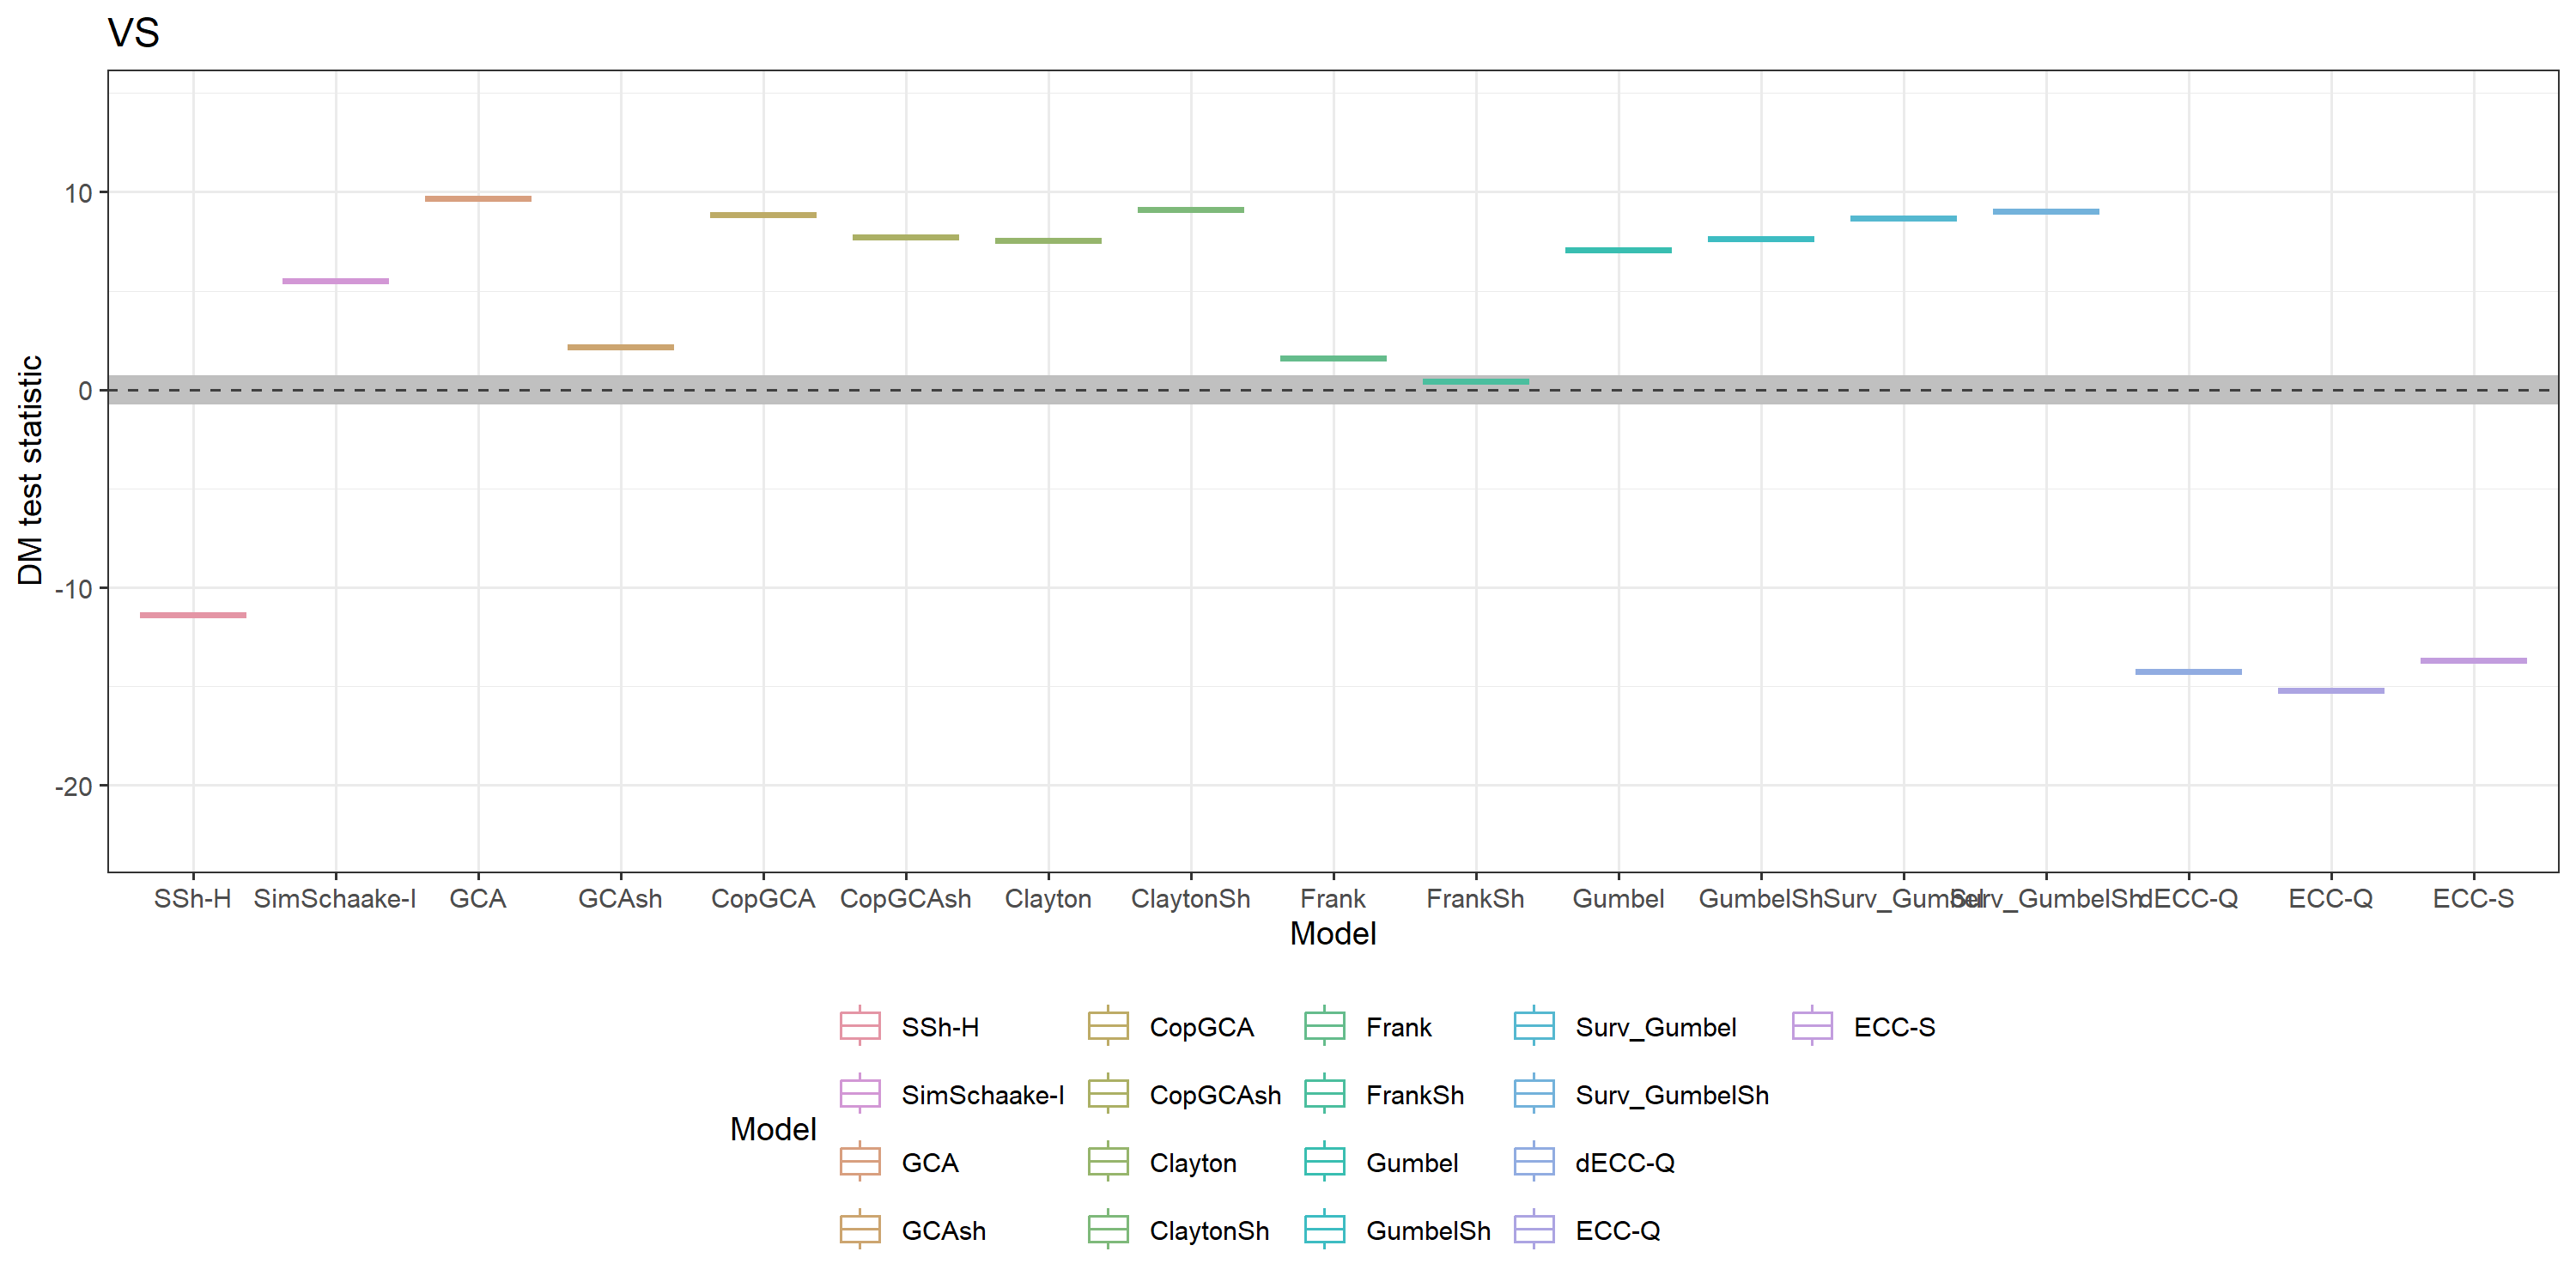 VS
DM test statistic
10
0
-10
-20
SSh-H SimSchaake-I GCA GCAsh CopGCA CopGCAsh Clayton ClaytonSh Frank FrankSh Gumbel GumbelSh Surv_Gumbel Surv_GumbelSh dECC-Q ECC-Q ECC-S
Model
Model
SSh-H CopGCA Frank Surv_Gumbel ECC-S
SimSchaake-I CopGCAsh FrankSh Surv_GumbelSh
GCA Clayton Gumbel dECC-Q
GCAsh ClaytonSh GumbelSh ECC-Q